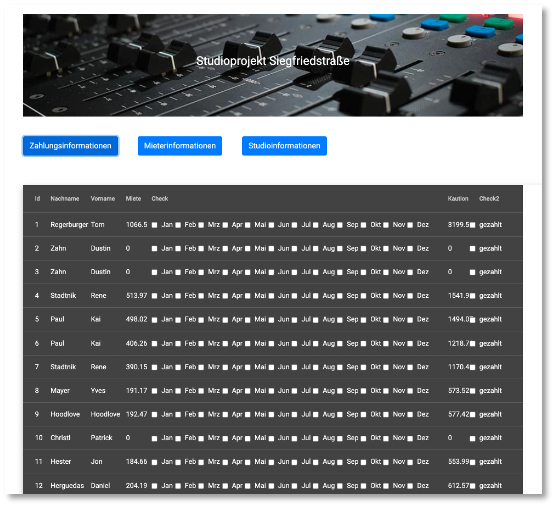 Studioprojekt Siegfriedstraße
Zahlungsinformationen Mieterinformationen Studioinformationen
Id Nachname Vorname Miete Check Kaution Check2
1 Regerburger Tom 1066.5 Jan Feb Mrz Apr Mai Jun Jul Aug Sep Okt Nov Dez 3199.5 gezahlt
2 Zahn Dustin 0 Jan Feb Mrz Apr Mai Jun Jul Aug Sep Okt Nov Dez 0 gezahlt
3 Zahn Dustin 0 Jan Feb Mrz Apr Mai Jun Jul Aug Sep Okt Nov Dez 0 gezahlt
4 Stadtnik Rene 513.97 Jan Feb Mrz Apr Mai Jun Jul Aug Sep Okt Nov Dez 1541.9 gezahlt
5 Paul Kai 498.02 Jan Feb Mrz Apr Mai Jun Jul Aug Sep Okt Nov Dez 1494.0 gezahlt
6 Paul Kai 406.26 Jan Feb Mrz Apr Mai Jun Jul Aug Sep Okt Nov Dez 1218.7 gezahlt
7 Stadtnik Rene 390.15 Jan Feb Mrz Apr Mai Jun Jul Aug Sep Okt Nov Dez 1170.4 gezahlt
8 Mayer Yves 191.17 Jan Feb Mrz Apr Mai Jun Jul Aug Sep Okt Nov Dez 573.52 gezahlt
9 Hoodlove Hoodlove 192.47 Jan Feb Mrz Apr Mai Jun Jul Aug Sep Okt Nov Dez 577.42 gezahlt
10 Christl Patrick 0 Jan Feb Mrz Apr Mai Jun Jul Aug Sep Okt Nov Dez 0 gezahlt
11 Hester Jon 184.66 Jan Feb Mrz Apr Mai Jun Jul Aug Sep Okt Nov Dez 553.99 gezahlt
12 Herguedas Daniel 204.19 Jan Feb Mrz Apr Mai Jun Jul Aug Sep Okt Nov Dez 612.57 gezahlt